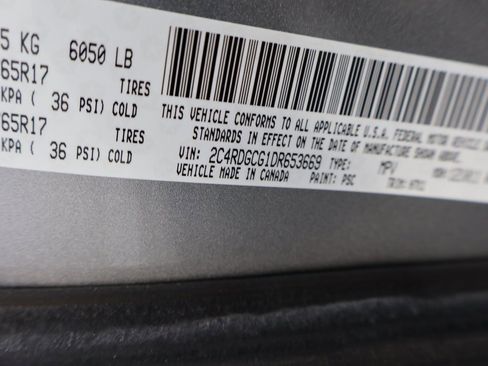 5 KG 6050 LB
65R17 TIRES
KPA ( 36 PSI) COLD
65R17 TIRES
KPA ( 36 PSI) COLD
THIS VEHICLE CONFORMS TO ALL APPLICABLE U.S.A. FEDERAL MOTOR VEHICLE
STANDARDS IN EFFECT ON THE DATE OF MANUFACTURE SHOWN ABOVE.
VIN: 2C4RDGCG1DR653669 TYPE: MPV
VEHICLE MADE IN CANADA PAINT: PSC TRIM: